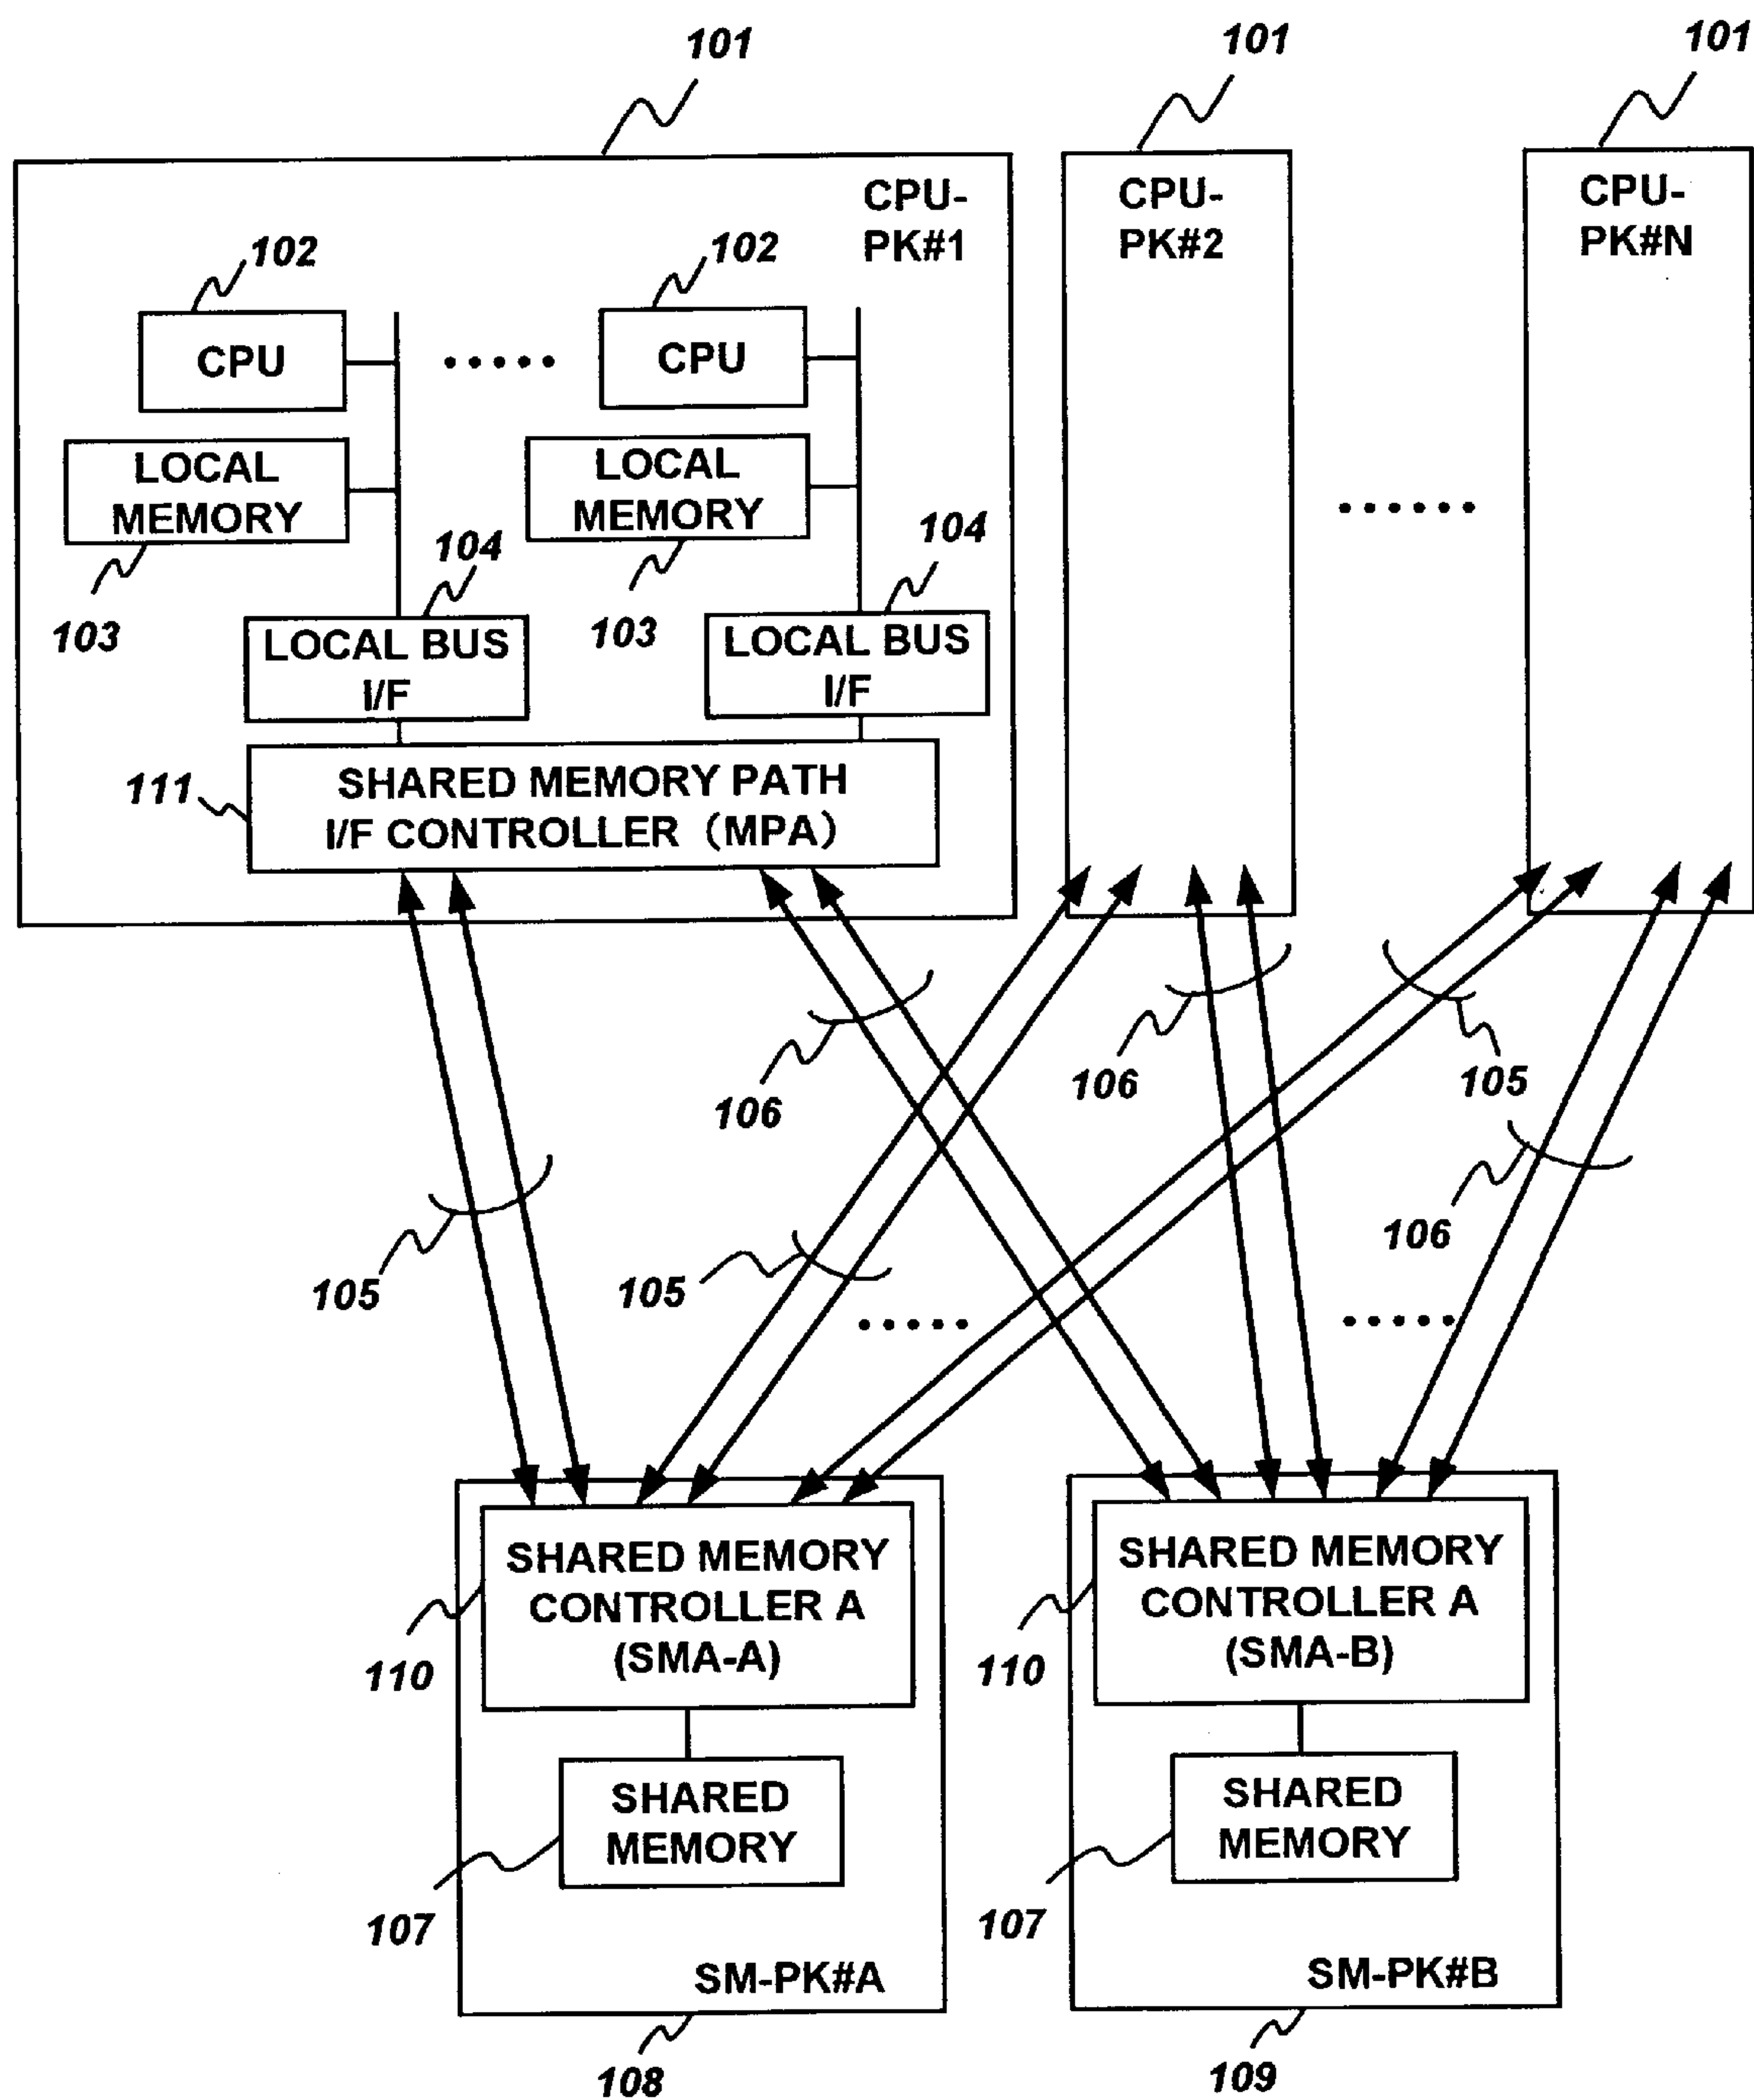 101
101
101
CPU-
PK#1
CPU-
PK#2
CPU-
PK#N
102
102
CPU
•••••
CPU
LOCAL
MEMORY
LOCAL
MEMORY
••••••
104
104
103
103
LOCAL BUS
I/F
LOCAL BUS
I/F
111
SHARED MEMORY PATH
I/F CONTROLLER (MPA)
106
106
105
105
105
106
•••••
•••••
SHARED MEMORY
CONTROLLER A
(SMA-A)
SHARED MEMORY
CONTROLLER A
(SMA-B)
110
110
SHARED
MEMORY
SHARED
MEMORY
107
107
SM-PK#A
SM-PK#B
108
109